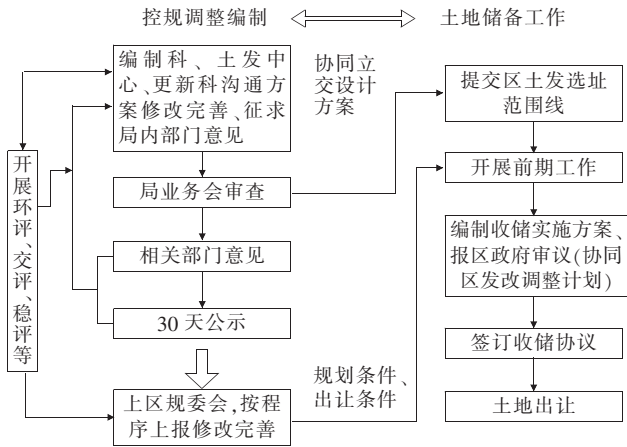 控规调整编制
土地储备工作
编制科、土发中
心、更新科沟通方
案修改完善、征求
局内部门意见
协同立
交设计
方案
提交区土发选址
范围线
开展环评、交评、稳评等
局业务会审查
开展前期工作
相关部门意见
编制收储实施方案、
报区政府审议(协同
区发改调整计划)
30天公示
签订收储协议
规划条件、
出让条件
上区规委会,按程
序上报修改完善
土地出让